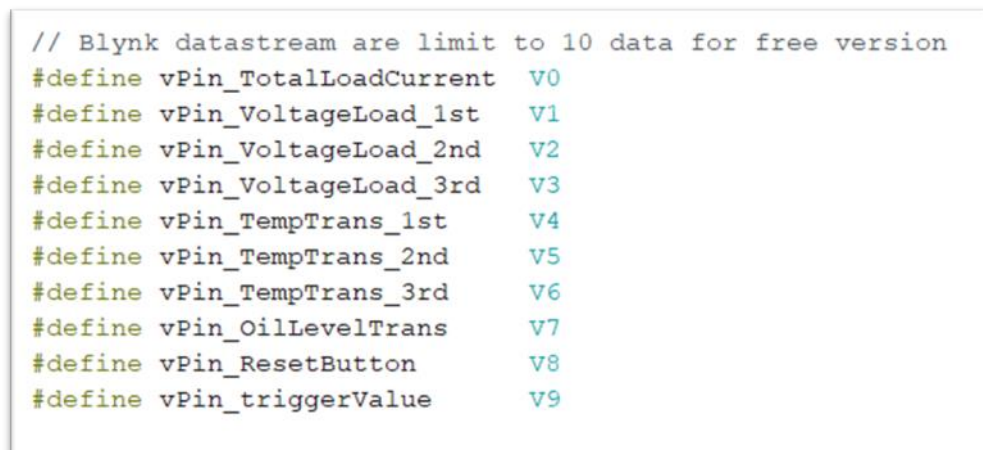 // Blynk datastream are limit to 10 data for free version
#define vPin_TotalLoadCurrent V0
#define vPin_VoltageLoad_1st V1
#define vPin_VoltageLoad_2nd V2
#define vPin_VoltageLoad_3rd V3
#define vPin_TempTrans_1st V4
#define vPin_TempTrans_2nd V5
#define vPin_TempTrans_3rd V6
#define vPin_OilLevelTrans V7
#define vPin_ResetButton V8
#define vPin_triggerValue V9